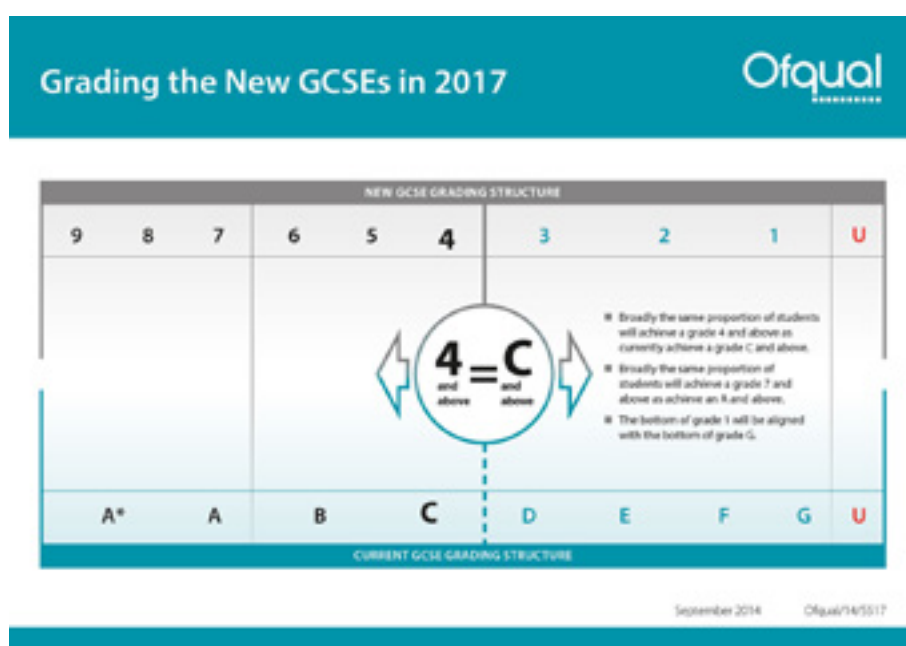 Grading the New GCSEs in 2017
Ofqual
NEW GCSE GRADING STRUCTURE
9 8 7 6 5 4 3 2 1 U
4 and above = C and above
Broadly the same proportion of students
will achieve a grade 4 and above as
currently achieve a grade C and above.
Broadly the same proportion of
students will achieve a grade 7 and
above as achieve an A and above.
The bottom of grade 1 will be aligned
with the bottom of grade G.
A* A B C D E F G U
CURRENT GCSE GRADING STRUCTURE
September 2014 Ofqual/14/5517